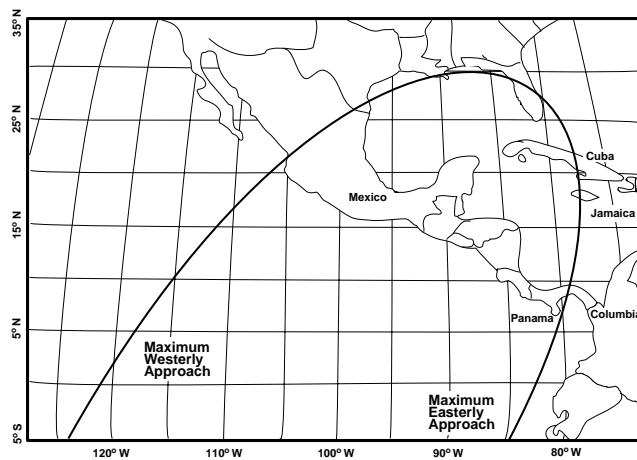 35° N
25° N
15° N
5° N
5° S
Cuba
Mexico
Jamaica
Panama
Columbia
Maximum
Westerly
Approach
Maximum
Easterly
Approach
120° W
110° W
100° W
90° W
80° W